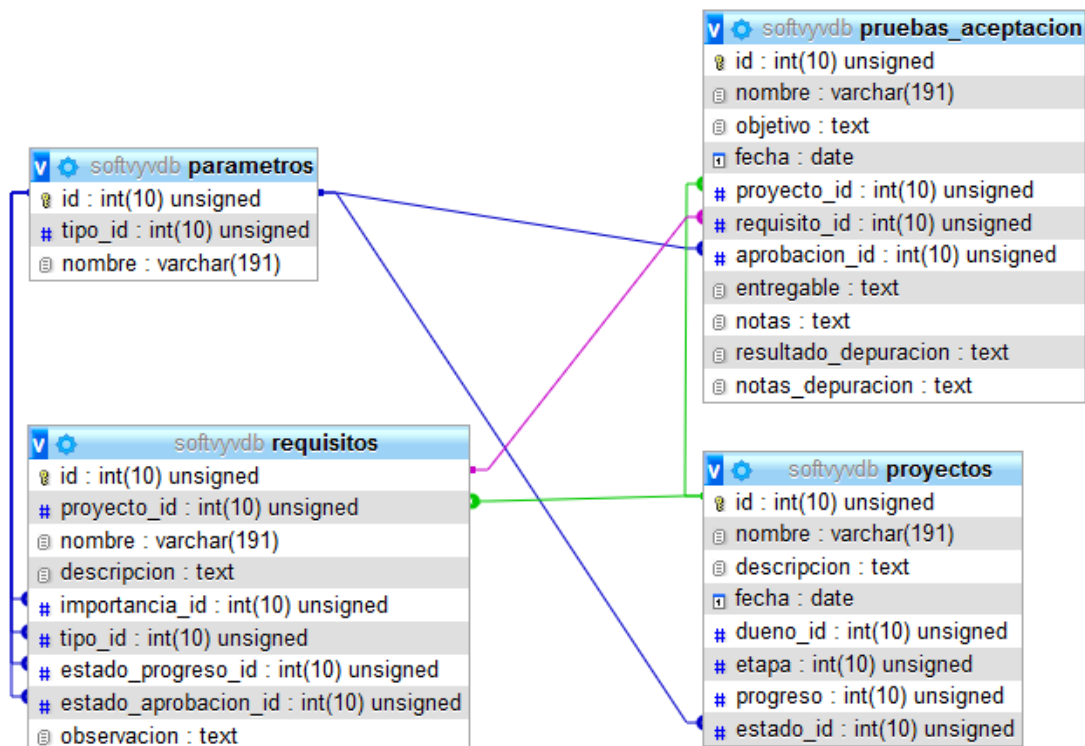 softvyvdb parametros
id : int(10) unsigned
tipo_id : int(10) unsigned
nombre : varchar(191)
softvyvdb pruebas_aceptacion
id : int(10) unsigned
nombre : varchar(191)
objetivo : text
fecha : date
proyecto_id : int(10) unsigned
requisito_id : int(10) unsigned
aprobacion_id : int(10) unsigned
entregable : text
notas : text
resultado_depuracion : text
notas_depuracion : text
softvyvdb requisitos
id : int(10) unsigned
proyecto_id : int(10) unsigned
nombre : varchar(191)
descripcion : text
importancia_id : int(10) unsigned
tipo_id : int(10) unsigned
estado_progreso_id : int(10) unsigned
estado_aprobacion_id : int(10) unsigned
observacion : text
softvyvdb proyectos
id : int(10) unsigned
nombre : varchar(191)
descripcion : text
fecha : date
dueno_id : int(10) unsigned
etapa : int(10) unsigned
progreso : int(10) unsigned
estado_id : int(10) unsigned